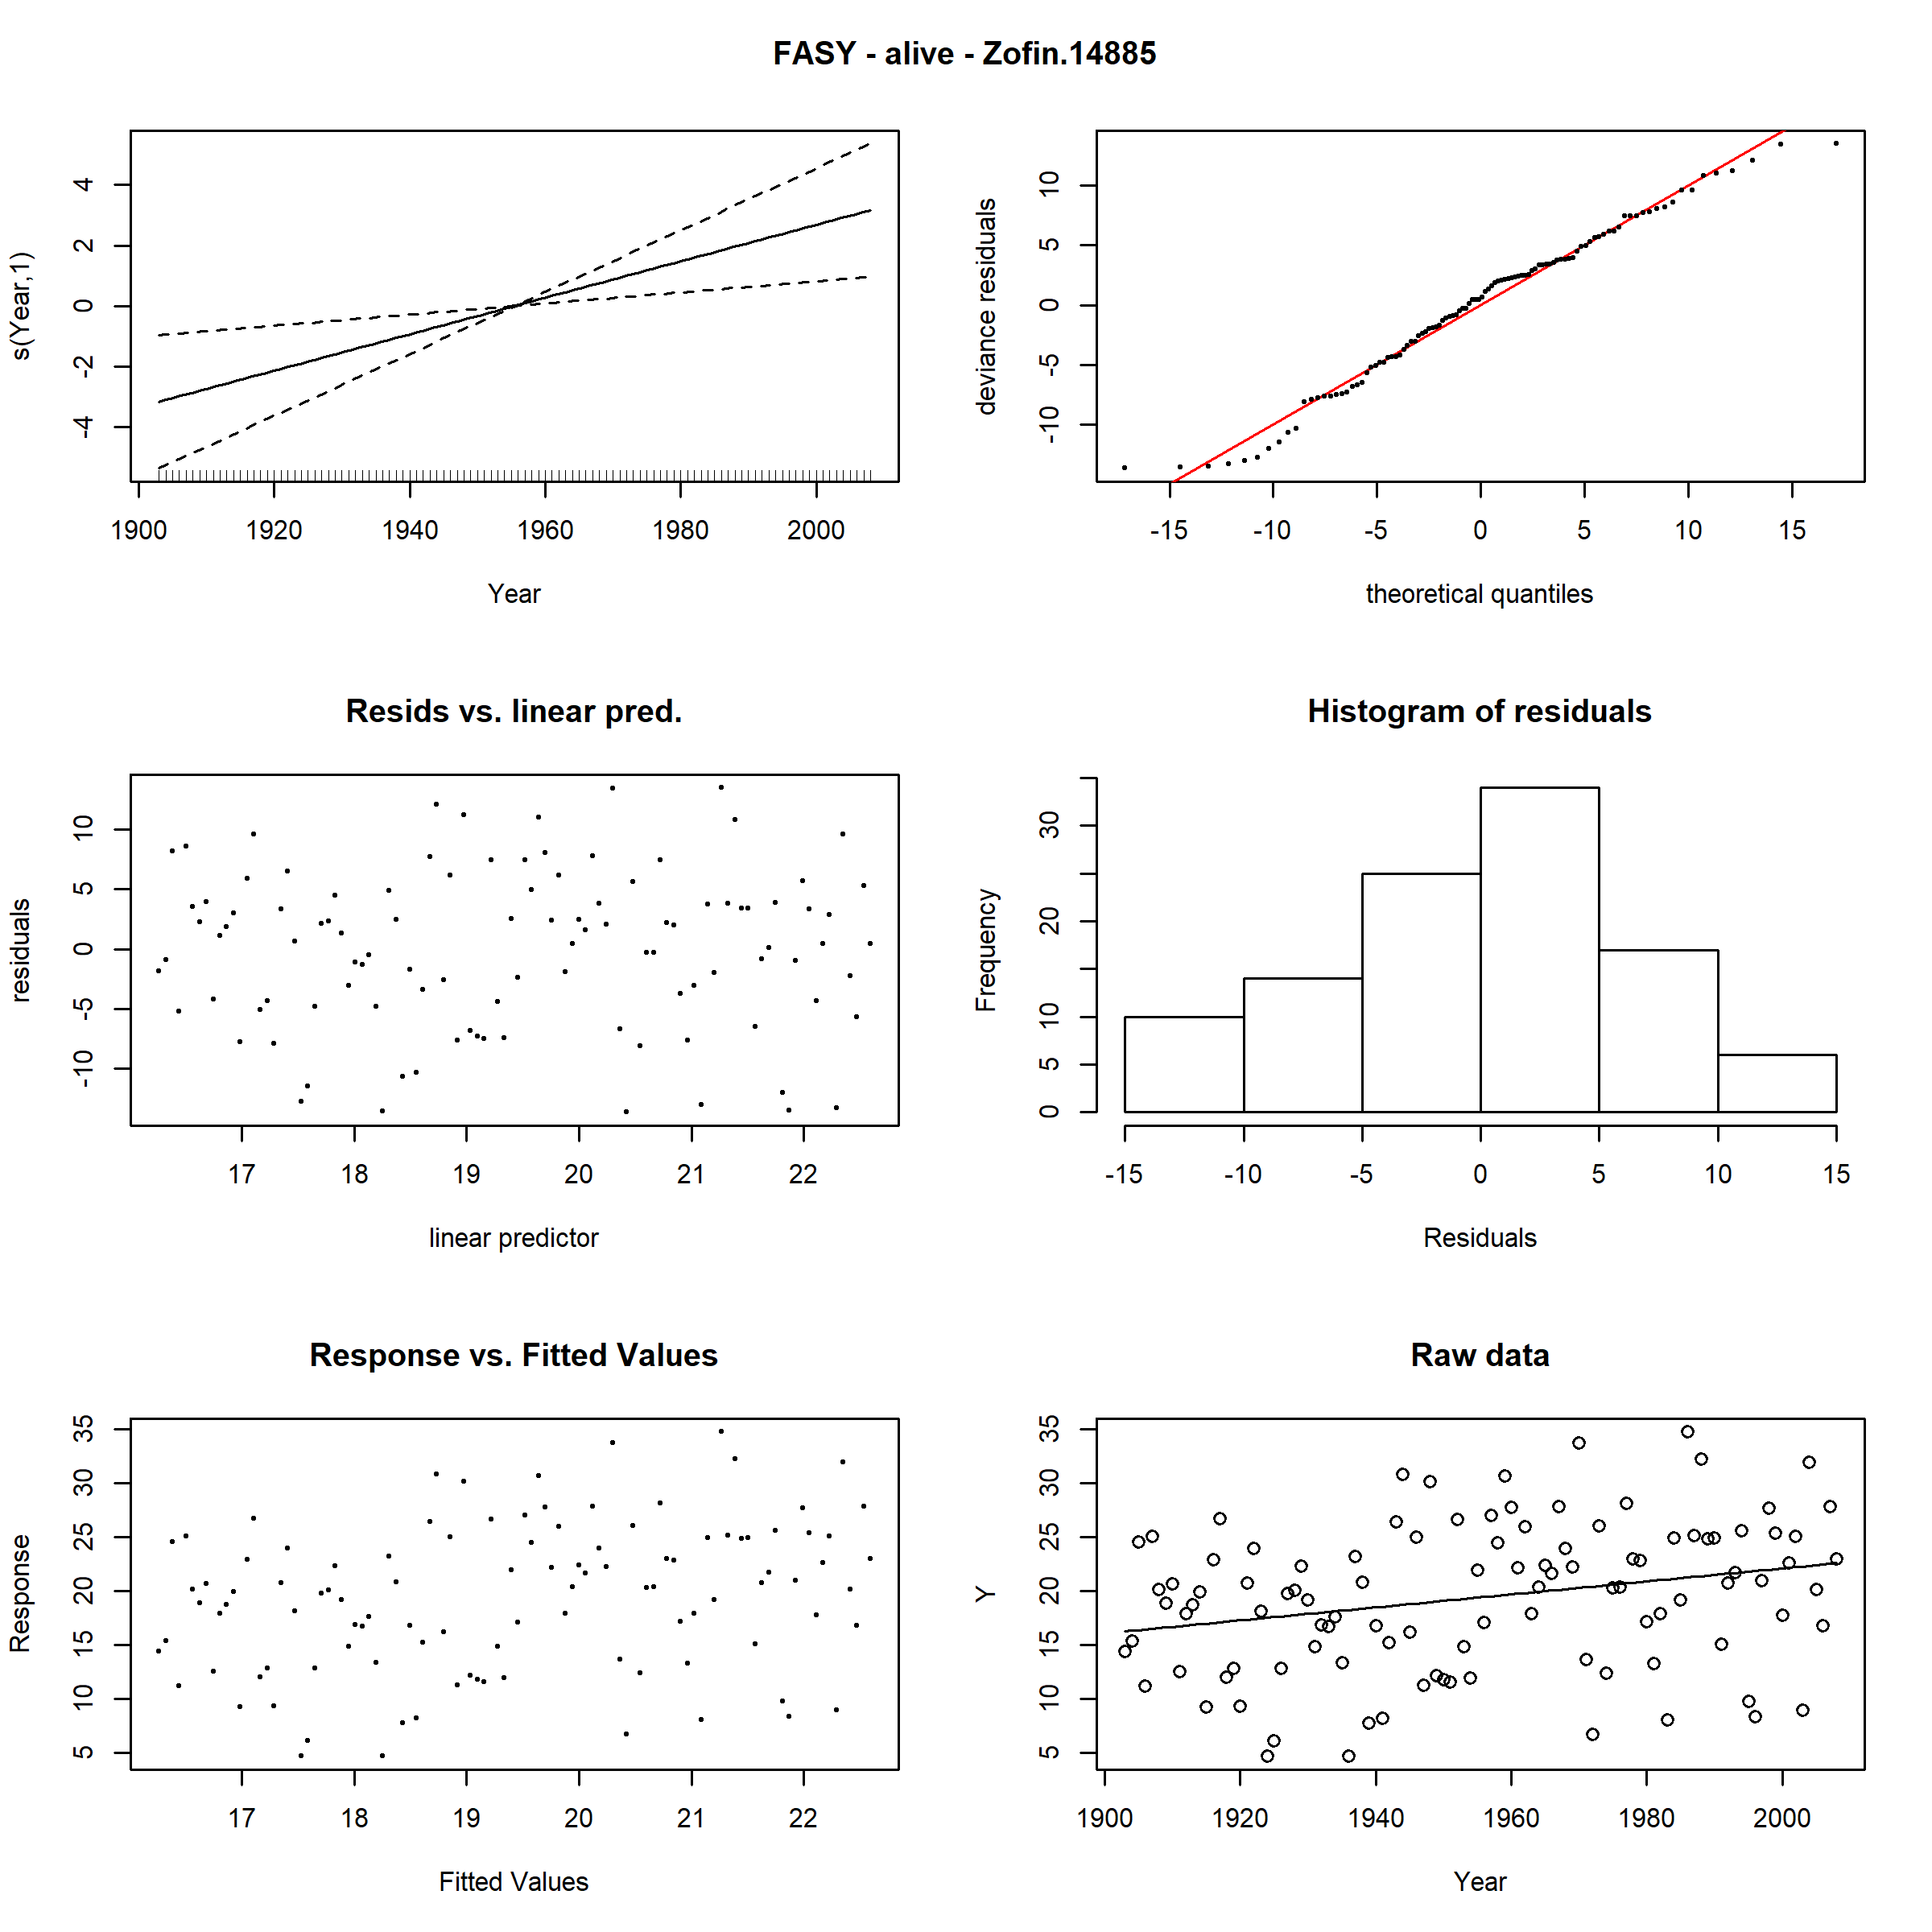 FASY - alive - Zofin.14885
s(Year,1)
4
2
0
-2
-4
1900 1920 1940 1960 1980 2000
Year
deviance residuals
10
5
0
-5
-10
-15 -10 -5 0 5 10 15
theoretical quantiles
Resids vs. linear pred.
residuals
10
5
0
-5
-10
17 18 19 20 21 22
linear predictor
Histogram of residuals
Frequency
30
20
10
5
0
-15 -10 -5 0 5 10 15
Residuals
Response vs. Fitted Values
Response
35
30
25
20
15
10
5
17 18 19 20 21 22
Fitted Values
Raw data
Y
35
30
25
20
15
10
5
1900 1920 1940 1960 1980 2000
Year